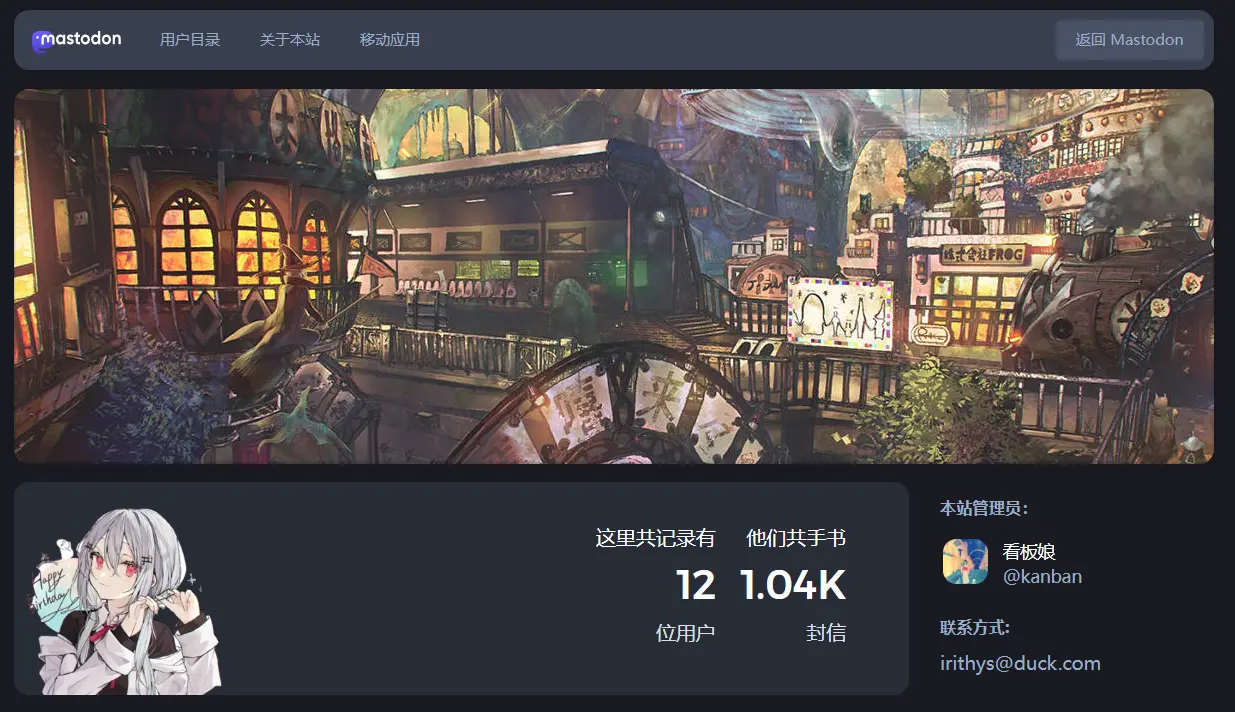 mastodon
用户目录
关于本站
移动应用
返回 Mastodon
株式会社FROG
来
Happy
Birthday
这里共记录有
12
位用户
他们共手书
1.04K
封信
本站管理员:
看板娘
@kanban
联系方式:
irithys@duck.com